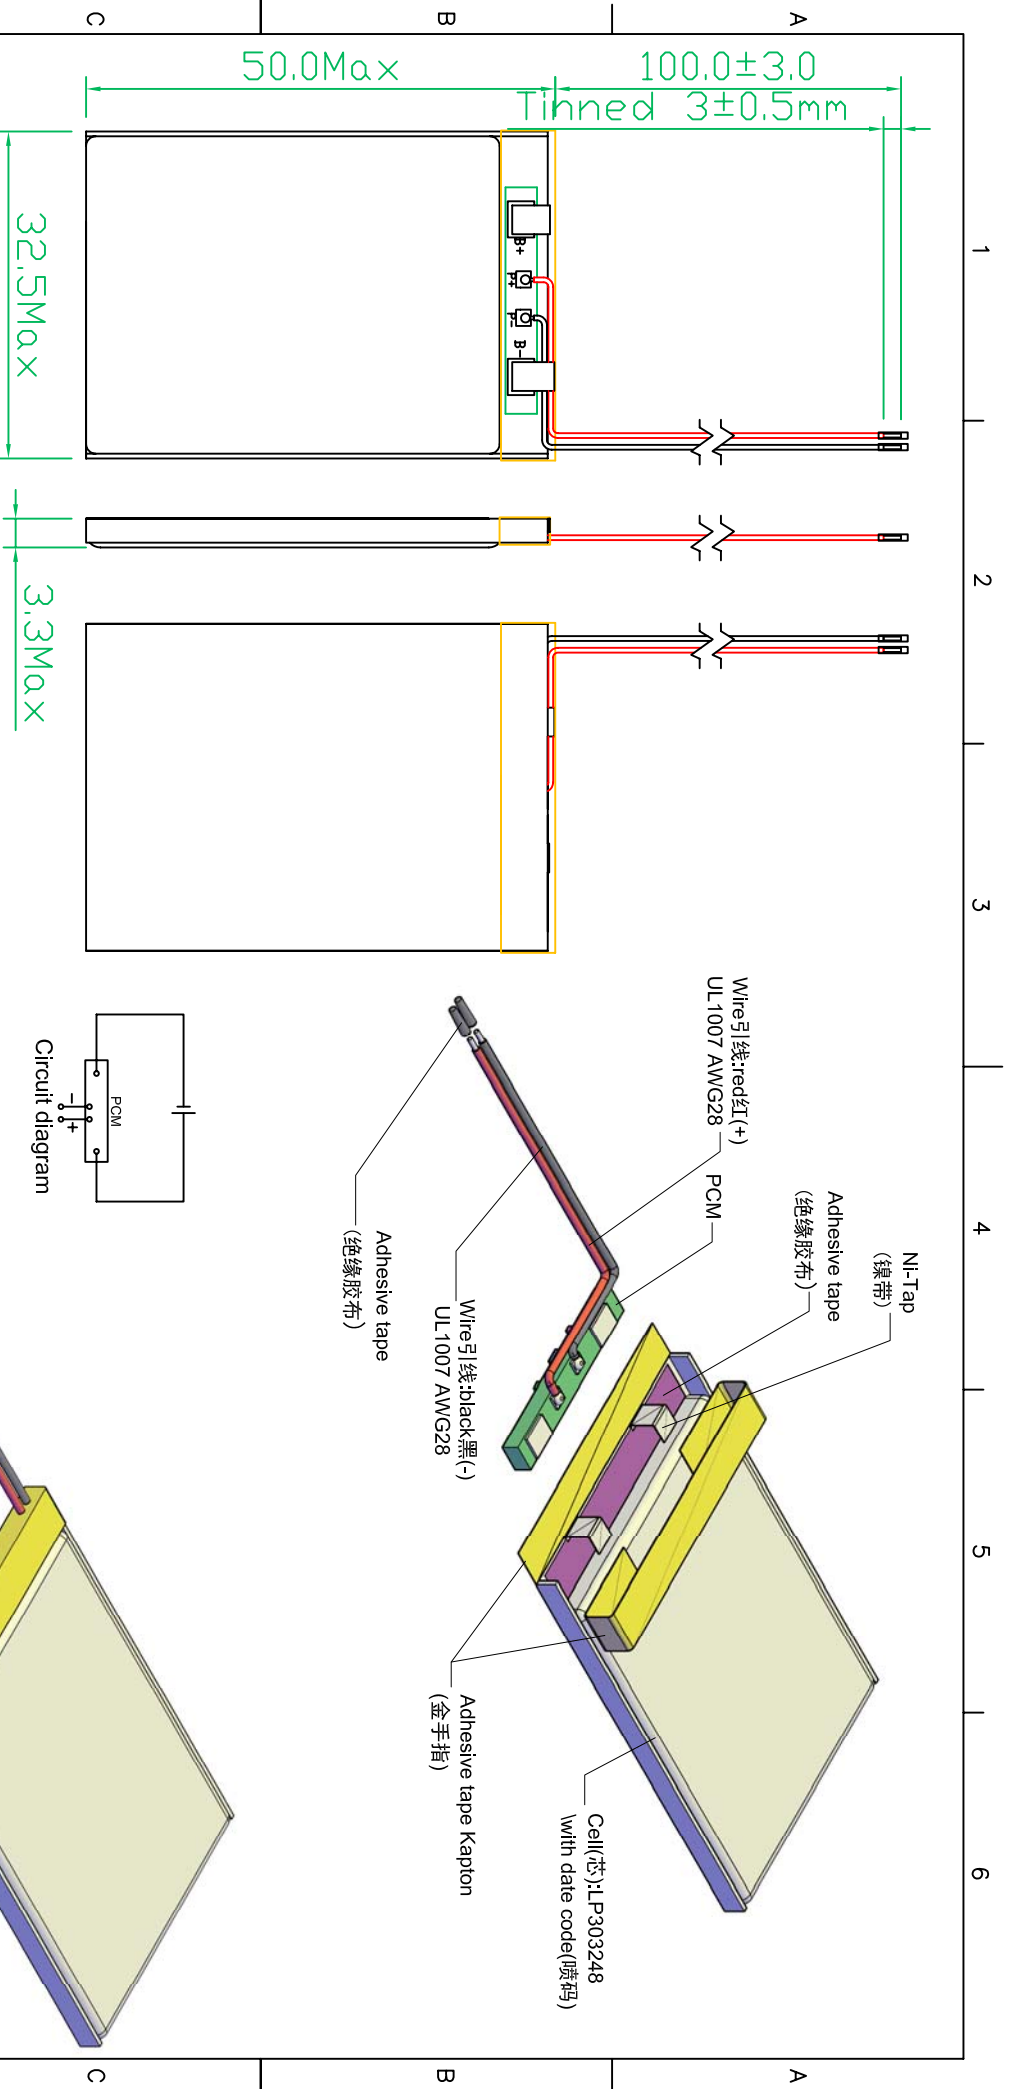 1
2
3
4
5
6
A
A
B
B
C
C
100.0±3.0
Tinned 3±0.5mm
50.0Max
32.5Max
3.3Max
B+
P+
P-
B-
Ni-Tap
(镍带)
Adhesive tape
(绝缘胶布)
Wire引线:red红(+)
UL1007 AWG28
PCM
Cell(芯):LP303248
\with date code(喷码)
Wire引线:black黑(-)
UL1007 AWG28
Adhesive tape Kapton
(金手指)
Adhesive tape
(绝缘胶布)
PCM
- +
Circuit diagram